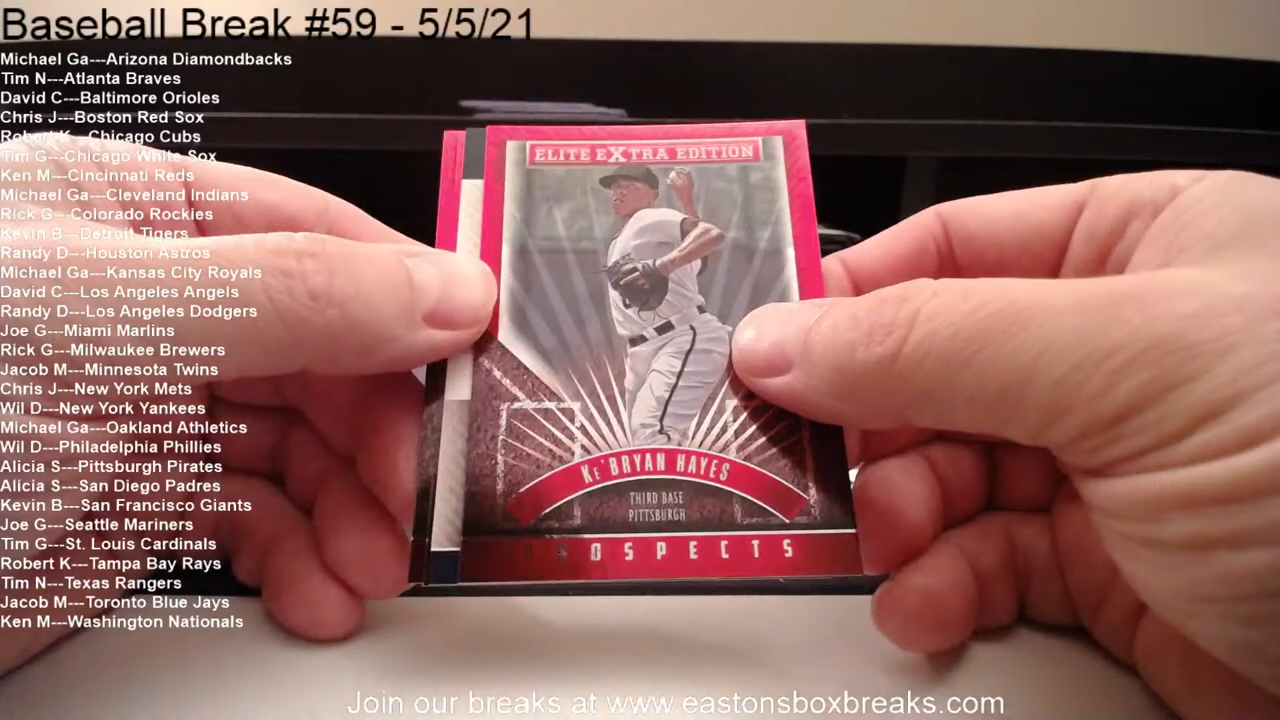 Baseball Break #59 - 5/5/21
Michael Ga---Arizona Diamondbacks
Tim N---Atlanta Braves
David C---Baltimore Orioles
Chris J---Boston Red Sox
Robert K---Chicago Cubs
Tim G---Chicago White Sox
Ken M---Cincinnati Reds
Michael Ga---Cleveland Indians
Rick G---Colorado Rockies
Kevin B---Detroit Tigers
Randy D---Houston Astros
Michael Ga---Kansas City Royals
David C---Los Angeles Angels
Randy D---Los Angeles Dodgers
Joe G---Miami Marlins
Rick G---Milwaukee Brewers
Jacob M---Minnesota Twins
Chris J---New York Mets
Wil D---New York Yankees
Michael Ga---Oakland Athletics
Wil D---Philadelphia Phillies
Alicia S---Pittsburgh Pirates
Alicia S---San Diego Padres
Kevin B---San Francisco Giants
Joe G---Seattle Mariners
Tim G---St. Louis Cardinals
Robert K---Tampa Bay Rays
Tim N---Texas Rangers
Jacob M---Toronto Blue Jays
Ken M---Washington Nationals
ELITE EXTRA EDITION
KE'BRYAN HAYES
THIRD BASE
PITTSBURGH
PROSPECTS
Join our breaks at www.eastonsboxbreaks.com